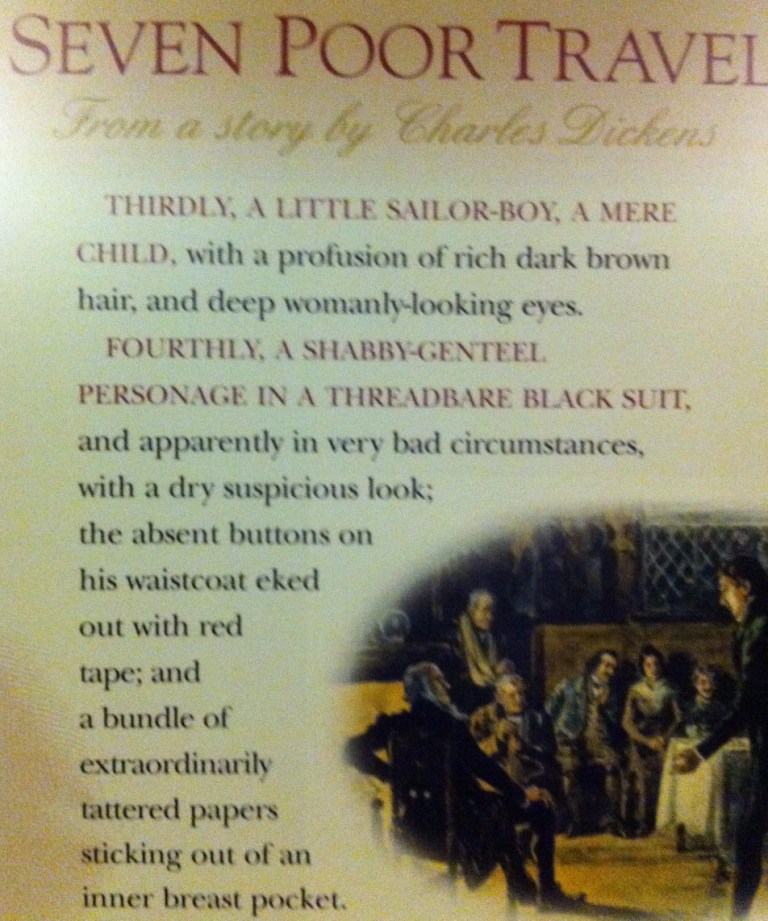 SEVEN POOR TRAVEL
From a story by Charles Dickens
THIRDLY, A LITTLE SAILOR-BOY, A MERE
CHILD, with a profusion of rich dark brown
hair, and deep womanly-looking eyes.
FOURTHLY, A SHABBY-GENTEEL
PERSONAGE IN A THREADBARE BLACK SUIT,
and apparently in very bad circumstances,
with a dry suspicious look;
the absent buttons on
his waistcoat eked
out with red
tape; and
a bundle of
extraordinarily
tattered papers
sticking out of an
inner breast pocket.